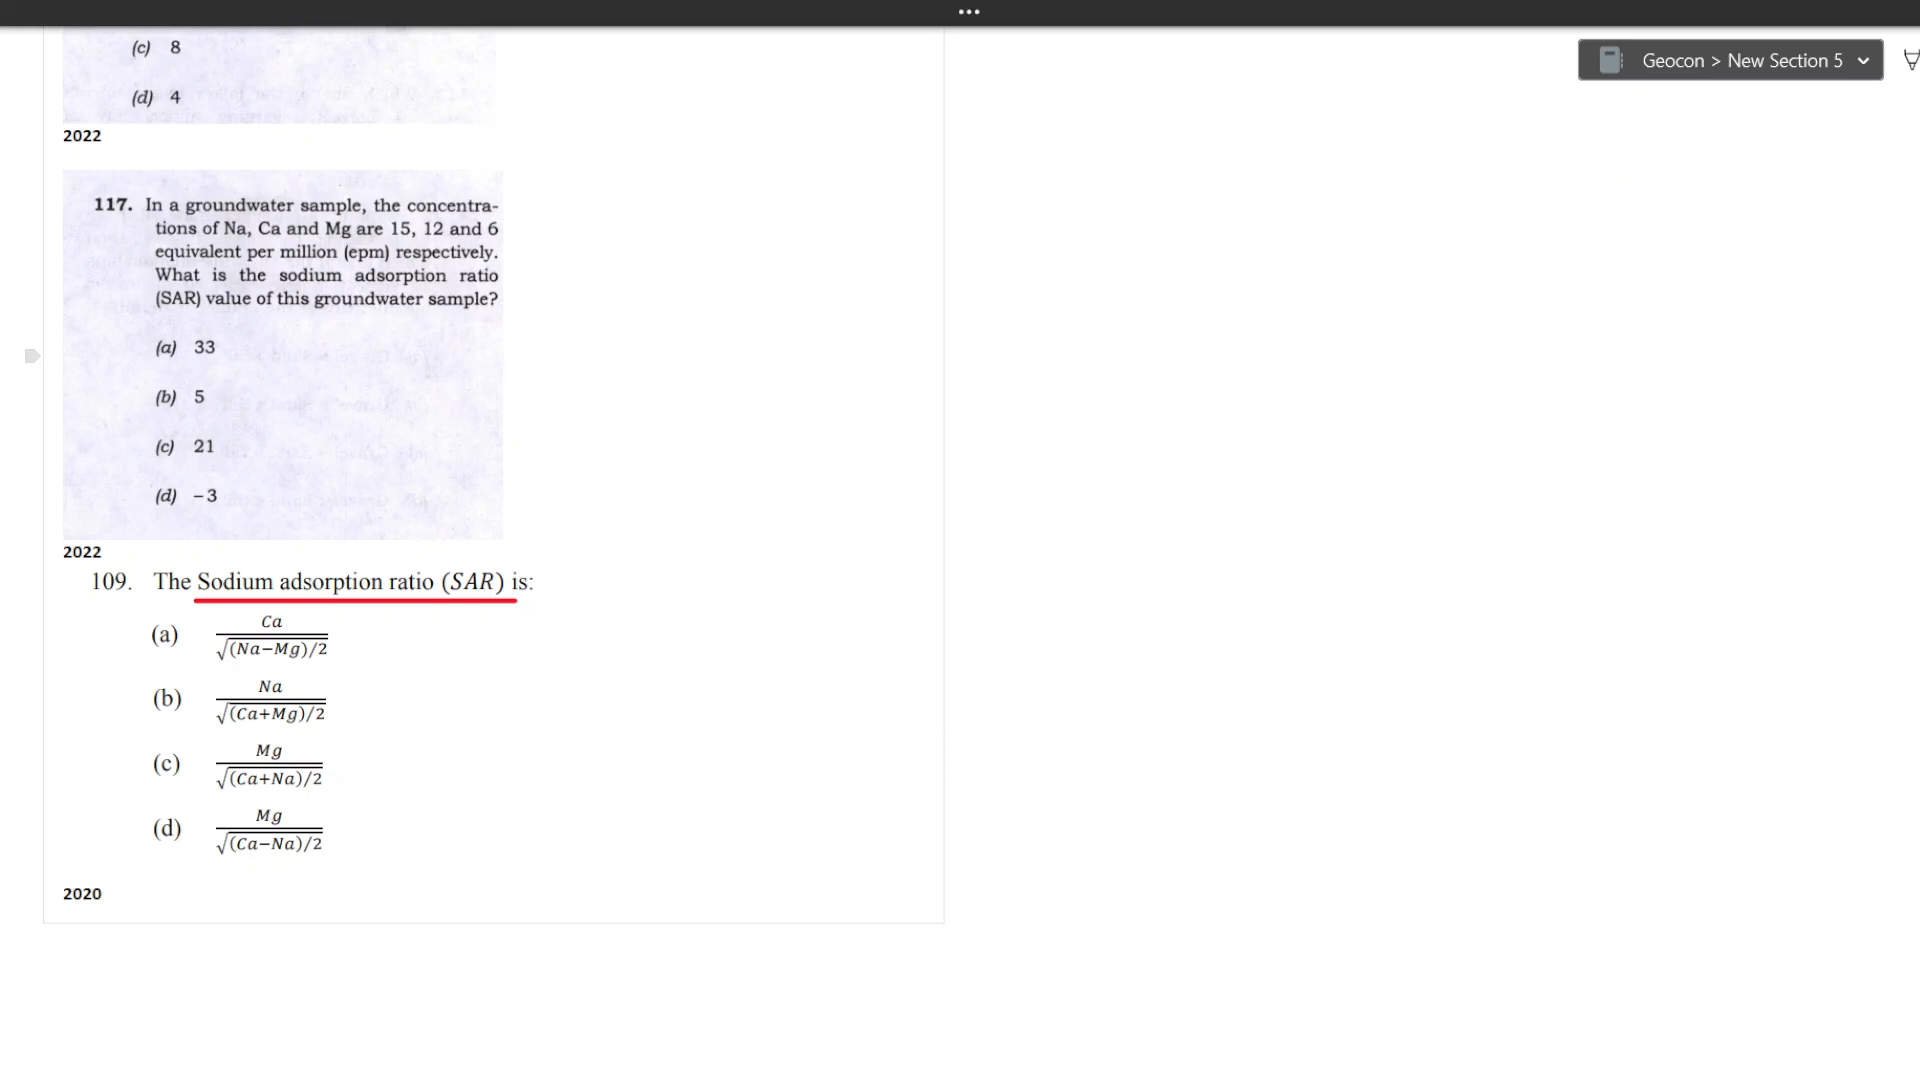 ...
Geocon > New Section 5
(c) 8
(d) 4
2022
117. In a groundwater sample, the concentra-
tions of Na, Ca and Mg are 15, 12 and 6
equivalent per million (epm) respectively.
What is the sodium adsorption ratio
(SAR) value of this groundwater sample?
(a) 33
(b) 5
(c) 21
(d) −3
2022
109. The Sodium adsorption ratio (SAR) is:
(a) Ca
√(Na−Mg)/2
(b) Na
√(Ca+Mg)/2
(c) Mg
√(Ca+Na)/2
(d) Mg
√(Ca−Na)/2
2020